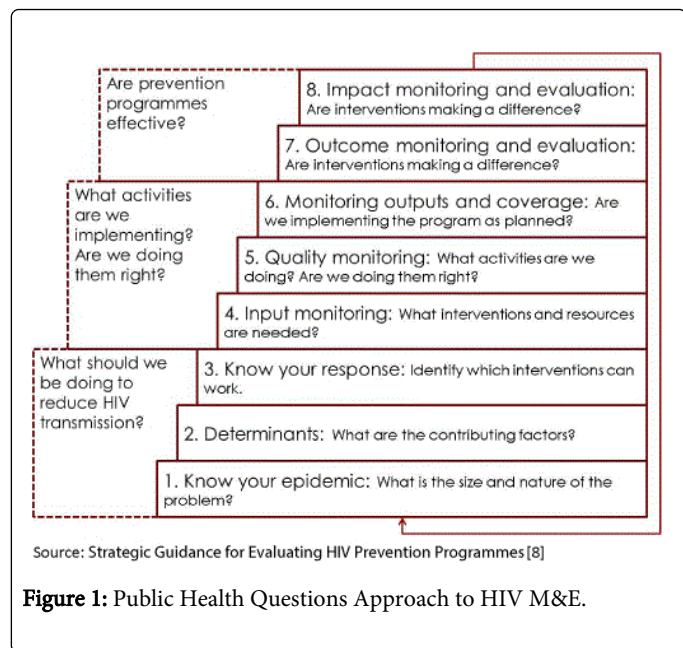 Are prevention
programmes
effective?
8. Impact monitoring and evaluation:
Are interventions making a difference?
7. Outcome monitoring and evaluation:
Are interventions making a difference?
What activities
are we
implementing?
Are we doing
them right?
6. Monitoring outputs and coverage: Are
we implementing the program as planned?
5. Quality monitoring: What activities are we
doing? Are we doing them right?
4. Input monitoring: What interventions and resources
are needed?
What should we
be doing to
reduce HIV
transmission?
3. Know your response: Identify which interventions can
work.
2. Determinants: What are the contributing factors?
1. Know your epidemic: What is the size and nature of the
problem?
Source: Strategic Guidance for Evaluating HIV Prevention Programmes[8]
Figure 1: Public Health Questions Approach to HIV M&E.